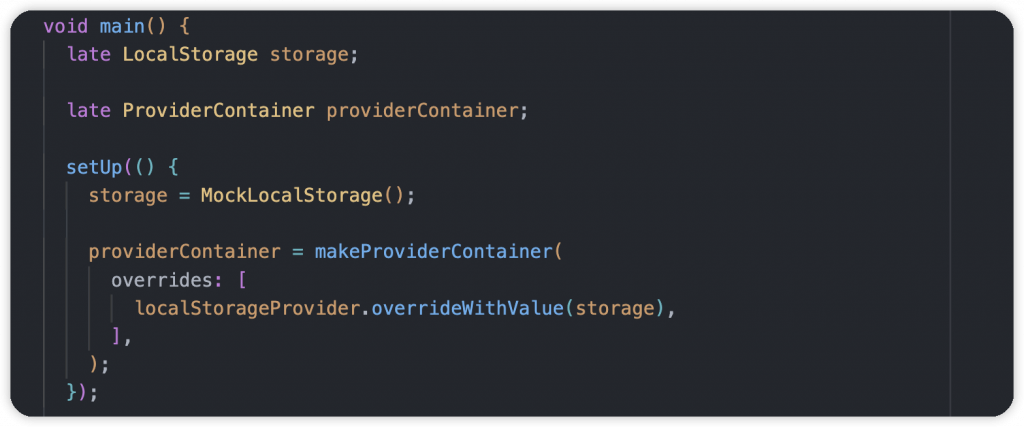 void main() {
late LocalStorage storage;
late ProviderContainer providerContainer;
setUp(() {
storage = MockLocalStorage();
providerContainer = makeProviderContainer(
overrides: [
localStorageProvider.overrideWithValue(storage),
],
);
});